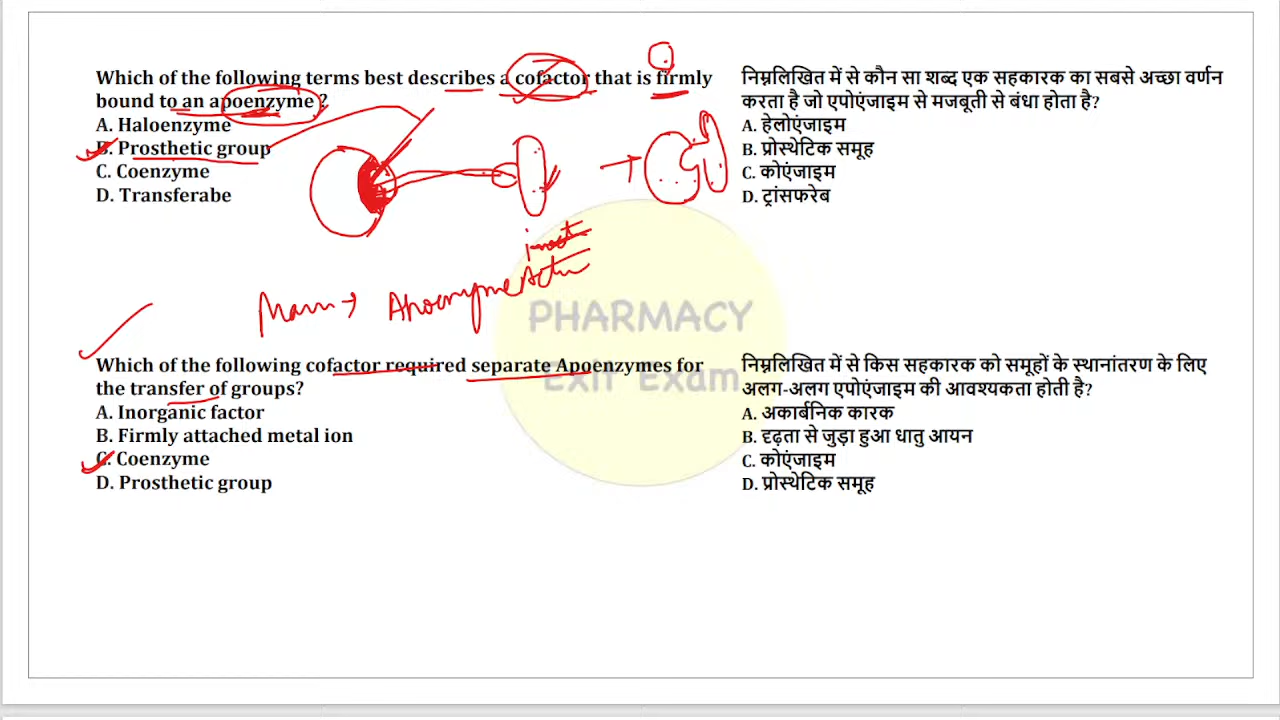 Which of the following terms best describes a cofactor that is firmly
bound to an apoenzyme ?
A. Haloenzyme
B. Prosthetic group
C. Coenzyme
D. Transferabe
निम्नलिखित में से कौन सा शब्द एक सहकारक का सबसे अच्छा वर्णन
करता है जो एपोएंजाइम से मजबूती से बंधा होता है?
A. हेलोएंजाइम
B. प्रोस्थेटिक समूह
C. कोएंजाइम
D. ट्रांसफरेब
Apoenzyme
PHARMACY
Exit Exam
Which of the following cofactor required separate Apoenzymes for
the transfer of groups?
A. Inorganic factor
B. Firmly attached metal ion
C. Coenzyme
D. Prosthetic group
निम्नलिखित में से किस सहकारक को समूहों के स्थानांतरण के लिए
अलग-अलग एपोएंजाइम की आवश्यकता होती है?
A. अकार्बनिक कारक
B. दृढ़ता से जुड़ा हुआ धातु आयन
C. कोएंजाइम
D. प्रोस्थेटिक समूह